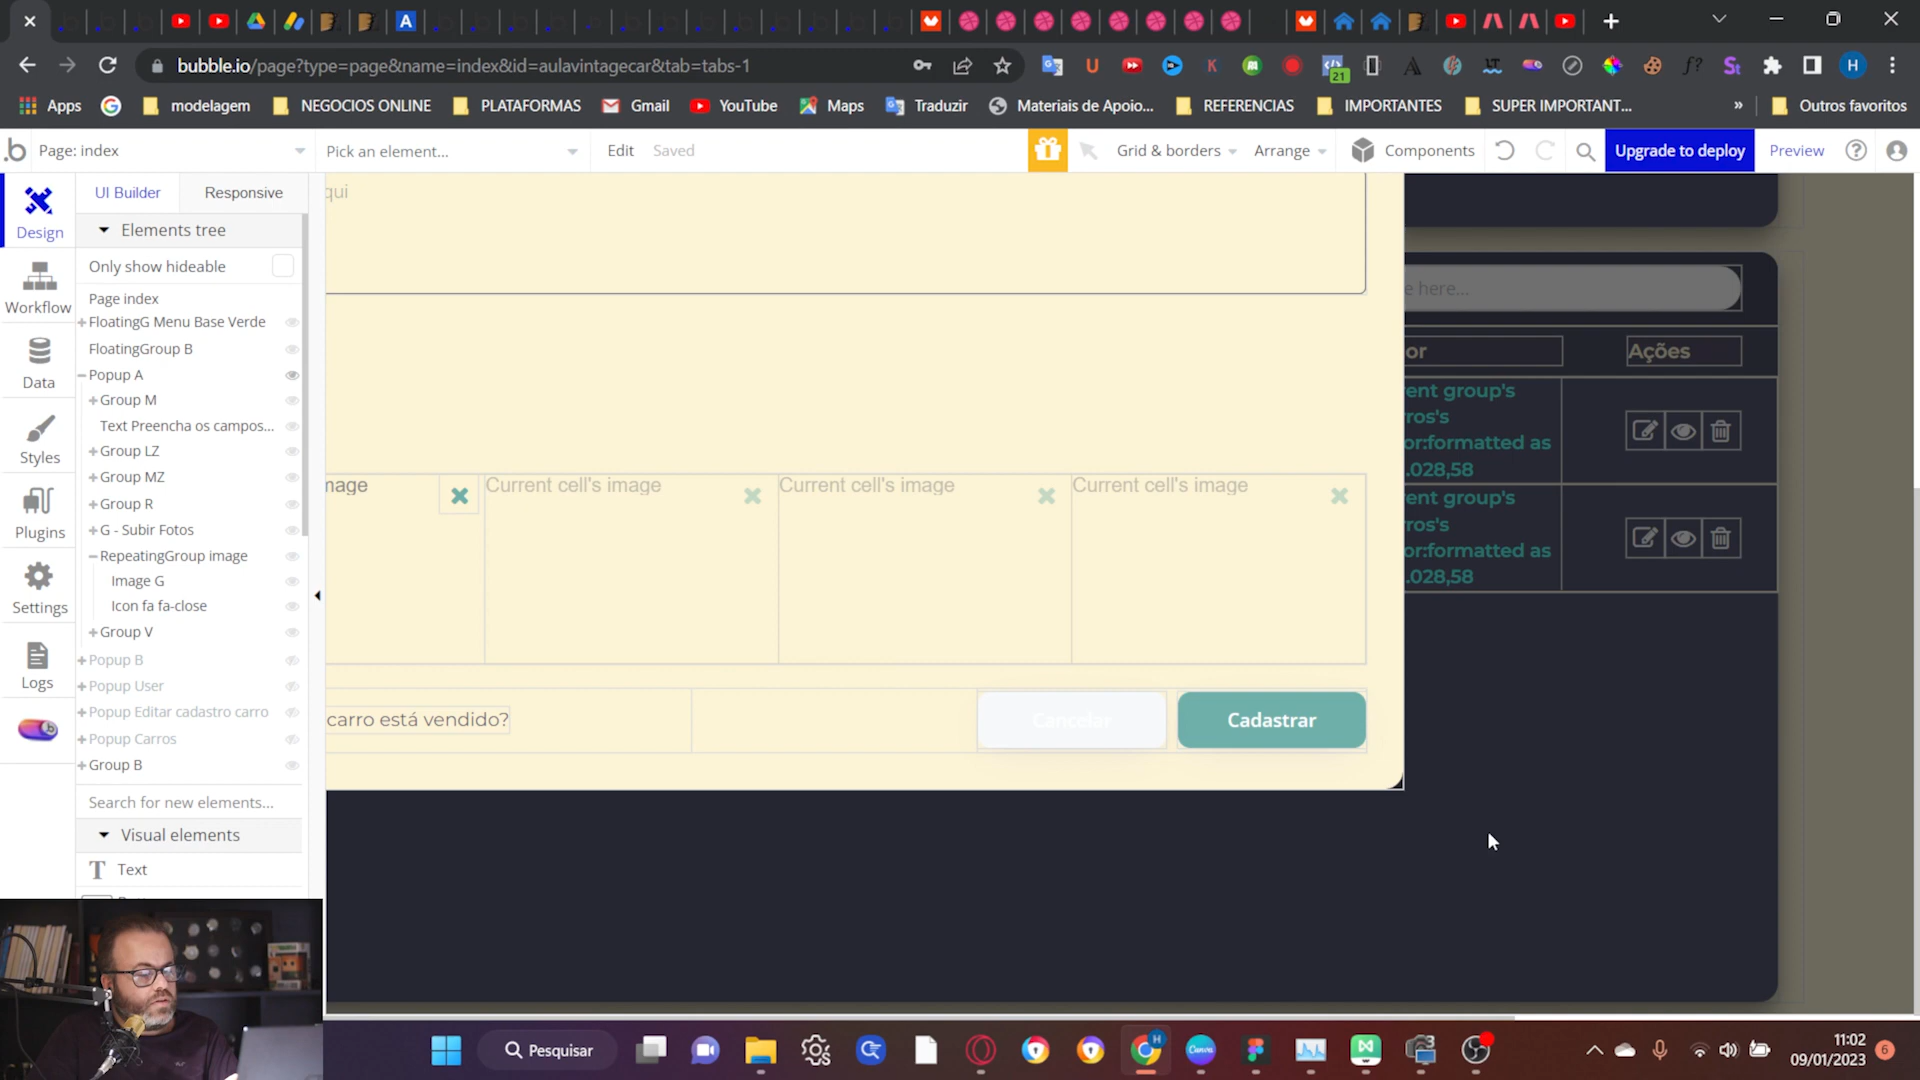 bubble.io/page?type=page&name=index&id=aulavintagecar&tab=tabs-1
21
H
Apps
modelagem
NEGOCIOS ONLINE
PLATAFORMAS
Gmail
YouTube
Maps
Traduzir
Materiais de Apoio...
REFERENCIAS
IMPORTANTES
SUPER IMPORTANT...
»
Outros favoritos
Page: index
Pick an element...
Edit
Saved
Grid & borders
Arrange
Components
Upgrade to deploy
Preview
Design
Workflow
Data
Styles
Plugins
Settings
Logs
UI Builder
Responsive
Elements tree
Only show hideable
Page index
FloatingG Menu Base Verde
FloatingGroup B
Popup A
Group M
Text Preencha os campos...
Group LZ
Group MZ
Group R
G - Subir Fotos
RepeatingGroup image
Image G
Icon fa fa-close
Group V
Popup B
Popup User
Popup Editar cadastro carro
Popup Carros
Group B
Search for new elements...
Visual elements
Text
qui
mage
Current cell's image
Current cell's image
Current cell's image
carro está vendido?
Cancelar
Cadastrar
e here...
or
Ações
ent group's
ros's
or:formatted as
.028,58
ent group's
ros's
or:formatted as
.028,58
Pesquisar
11:02
09/01/2023
6